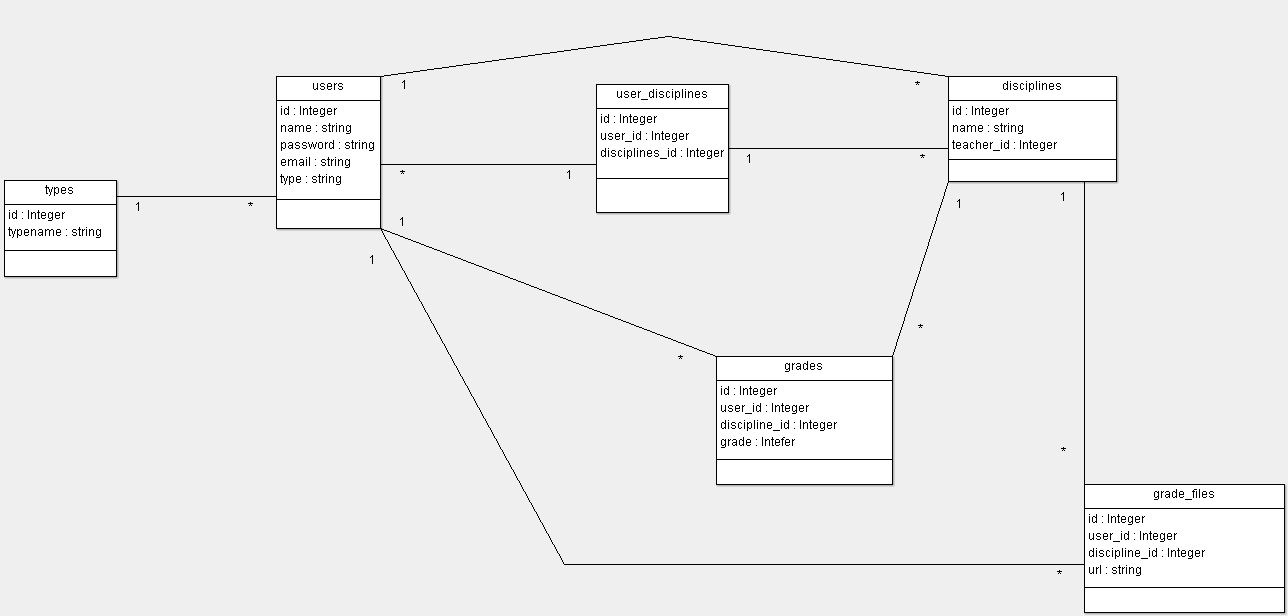 users
id : Integer
name : string
password : string
email : string
type : string
1
*
user_disciplines
id : Integer
user_id : Integer
disciplines_id : Integer
disciplines
id : Integer
name : string
teacher_id : Integer
*
1
1
*
types
id : Integer
typename : string
1
*
1
1
1
1
*
*
grades
id : Integer
user_id : Integer
discipline_id : Integer
grade : Intefer
*
grade_files
id : Integer
user_id : Integer
discipline_id : Integer
url : string
*